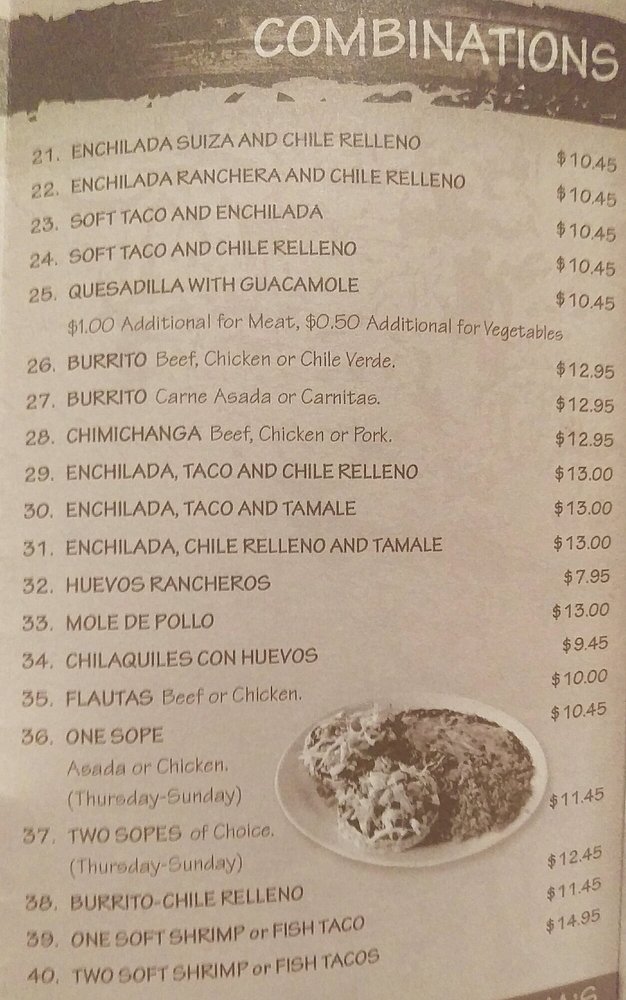 COMBINATIONS
21. ENCHILADA SUIZA AND CHILE RELLENO $10.45
22. ENCHILADA RANCHERA AND CHILE RELLENO $10.45
23. SOFT TACO AND ENCHILADA $10.45
24. SOFT TACO AND CHILE RELLENO $10.45
25. QUESADILLA WITH GUACAMOLE $10.45
$1.00 Additional for Meat, $0.50 Additional for Vegetables
26. BURRITO Beef, Chicken or Chile Verde. $12.95
27. BURRITO Carne Asada or Carnitas. $12.95
28. CHIMICHANGA Beef, Chicken or Pork. $12.95
29. ENCHILADA, TACO AND CHILE RELLENO $13.00
30. ENCHILADA, TACO AND TAMALE $13.00
31. ENCHILADA, CHILE RELLENO AND TAMALE $13.00
32. HUEVOS RANCHEROS $7.95
33. MOLE DE POLLO $13.00
34. CHILAQUILES CON HUEVOS $9.45
35. FLAUTAS Beef or Chicken. $10.00
36. ONE SOPE $10.45
Asada or Chicken.
(Thursday-Sunday)
37. TWO SOPES of Choice. $11.45
(Thursday-Sunday)
38. BURRITO-CHILE RELLENO $12.45
39. ONE SOFT SHRIMP or FISH TACO $11.45
40. TWO SOFT SHRIMP or FISH TACOS $14.95